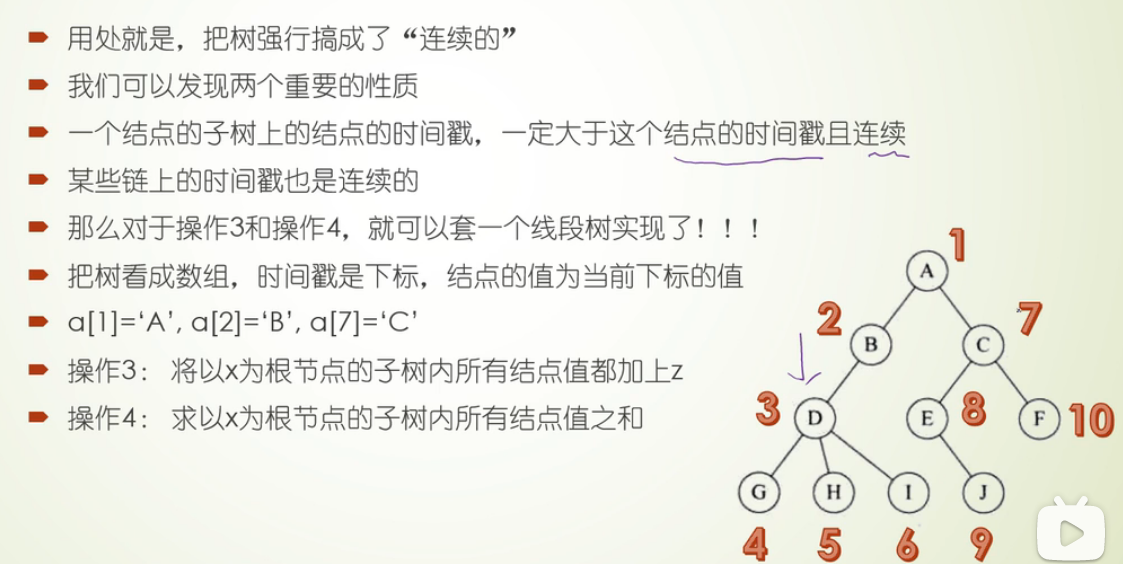 用处就是，把树强行搞成了“连续的”
我们可以发现两个重要的性质
一个结点的子树上的结点的时间戳，一定大于这个结点的时间戳且连续
某些链上的时间戳也是连续的
那么对于操作3和操作4，就可以套一个线段树实现了！！！
把树看成数组，时间戳是下标，结点的值为当前下标的值
a[1]=‘A’, a[2]=‘B’, a[7]=‘C’
操作3： 将以x为根节点的子树内所有结点值都加上z
操作4： 求以x为根节点的子树内所有结点值之和
1
A
2 7
B C
3 D E 8 F 10
G H I J
4 5 6 9